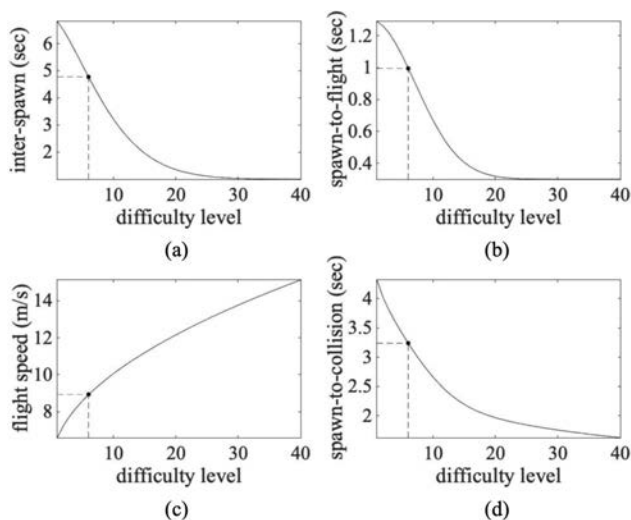 inter-spawn (sec)
6
5
4
3
2
10 20 30 40
difficulty level
(a)
spawn-to-flight (sec)
1.2
1
0.8
0.6
0.4
10 20 30 40
difficulty level
(b)
flight speed (m/s)
14
12
10
8
10 20 30 40
difficulty level
(c)
spawn-to-collision (sec)
4
3.5
3
2.5
2
10 20 30 40
difficulty level
(d)